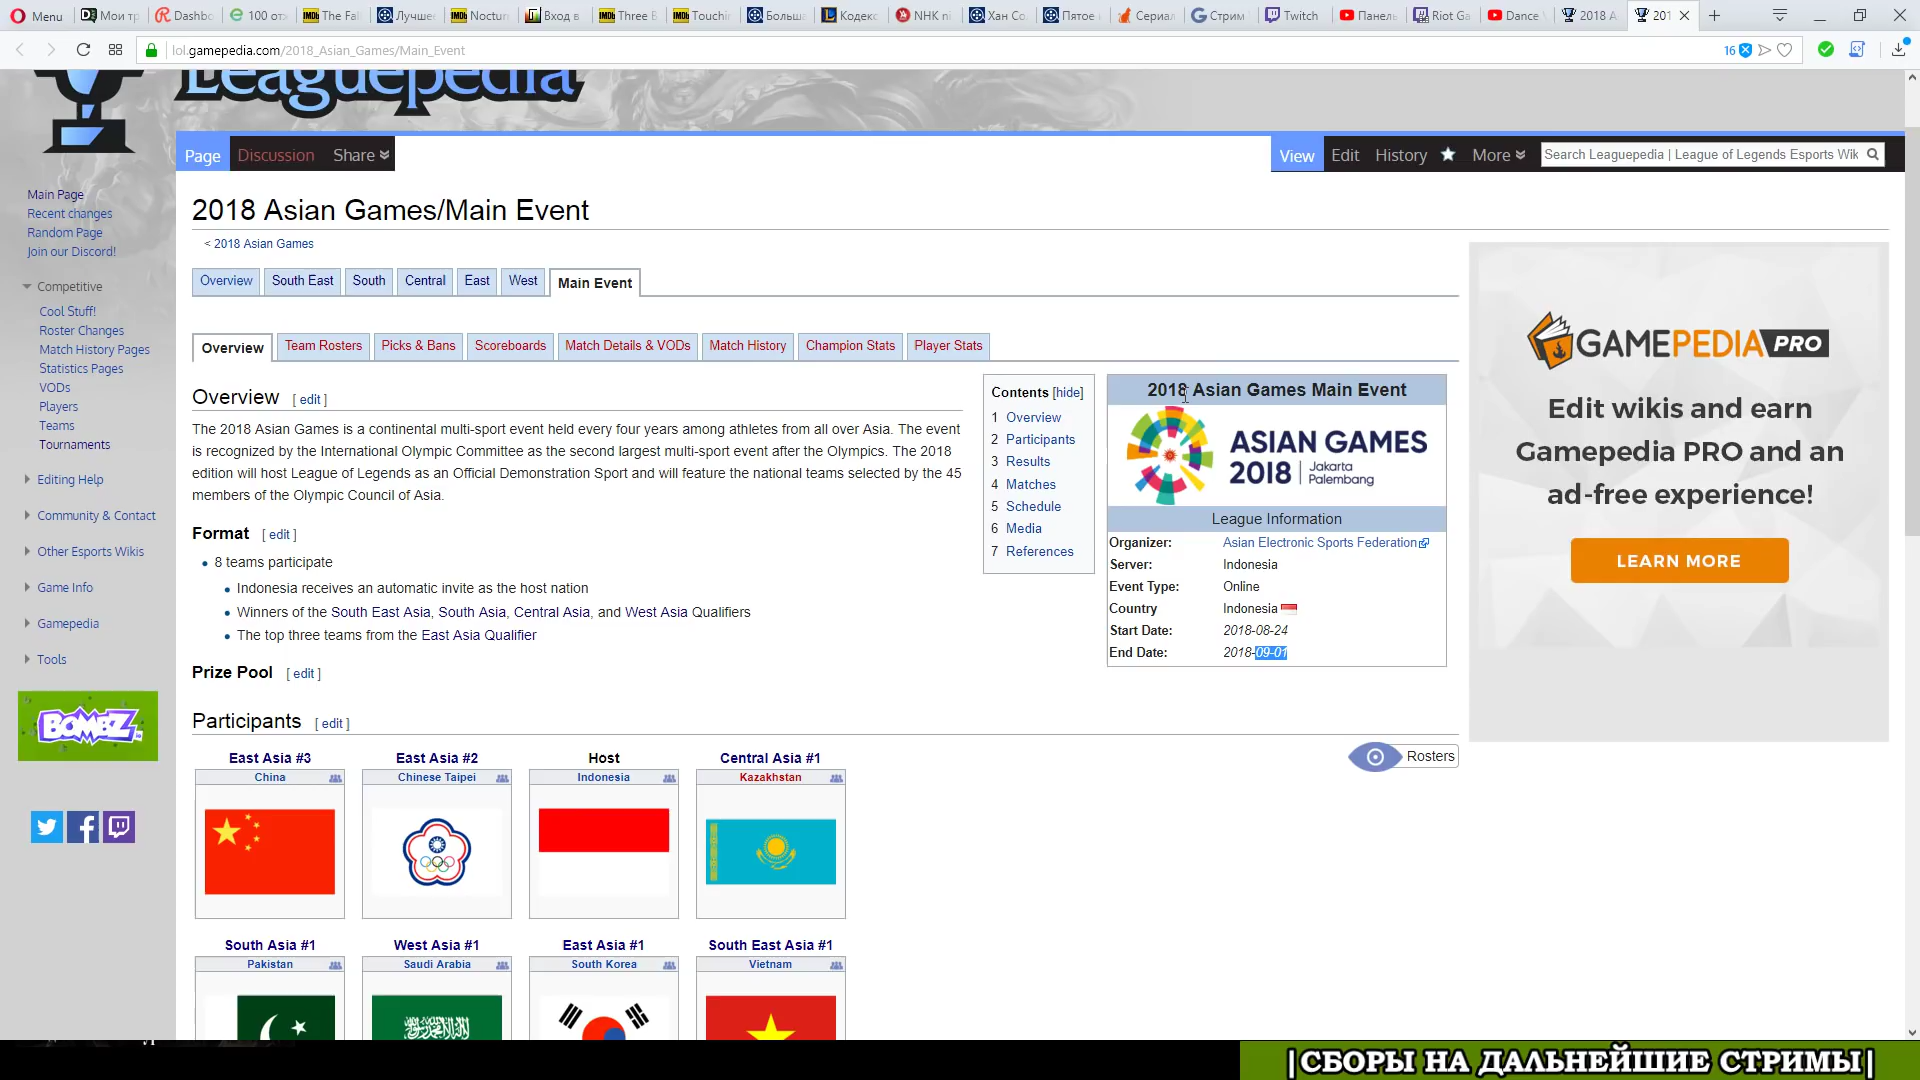 Menu
Мои тр
Dashbo
100 отз
The Fal
Лучше
Noctur
Вход в
Three B
Touchin
Больш
Кодекс
NHK ni
Хан Со
Пятое
Сериал
Стрим
Twitch
Панель
Riot Ga
Dance
2018 A
201
lol.gamepedia.com/2018_Asian_Games/Main_Event
16
Leaguepedia
Page
Discussion
Share
View
Edit
History
More
Search Leaguepedia | League of Legends Esports Wik
Main Page
Recent changes
Random Page
Join our Discord!
Competitive
Cool Stuff!
Roster Changes
Match History Pages
Statistics Pages
VODs
Players
Teams
Tournaments
Editing Help
Community & Contact
Other Esports Wikis
Game Info
Gamepedia
Tools
BOMBZ
2018 Asian Games/Main Event
< 2018 Asian Games
Overview
South East
South
Central
East
West
Main Event
Overview
Team Rosters
Picks & Bans
Scoreboards
Match Details & VODs
Match History
Champion Stats
Player Stats
Overview [ edit ]
The 2018 Asian Games is a continental multi-sport event held every four years among athletes from all over Asia. The event
is recognized by the International Olympic Committee as the second largest multi-sport event after the Olympics. The 2018
edition will host League of Legends as an Official Demonstration Sport and will feature the national teams selected by the 45
members of the Olympic Council of Asia.
Format [ edit ]
8 teams participate
Indonesia receives an automatic invite as the host nation
Winners of the South East Asia, South Asia, Central Asia, and West Asia Qualifiers
The top three teams from the East Asia Qualifier
Prize Pool [ edit ]
Participants [ edit ]
Contents [hide]
1 Overview
2 Participants
3 Results
4 Matches
5 Schedule
6 Media
7 References
2018 Asian Games Main Event
ASIAN GAMES
2018 | Jakarta
Palembang
League Information
Organizer: Asian Electronic Sports Federation
Server: Indonesia
Event Type: Online
Country Indonesia
Start Date: 2018-08-24
End Date: 2018-09-01
Rosters
East Asia #3
China
East Asia #2
Chinese Taipei
Host
Indonesia
Central Asia #1
Kazakhstan
South Asia #1
Pakistan
West Asia #1
Saudi Arabia
East Asia #1
South Korea
South East Asia #1
Vietnam
GAMEPEDIA PRO
Edit wikis and earn
Gamepedia PRO and an
ad-free experience!
LEARN MORE
|СБОРЫ НА ДАЛЬНЕЙШИЕ СТРИМЫ|